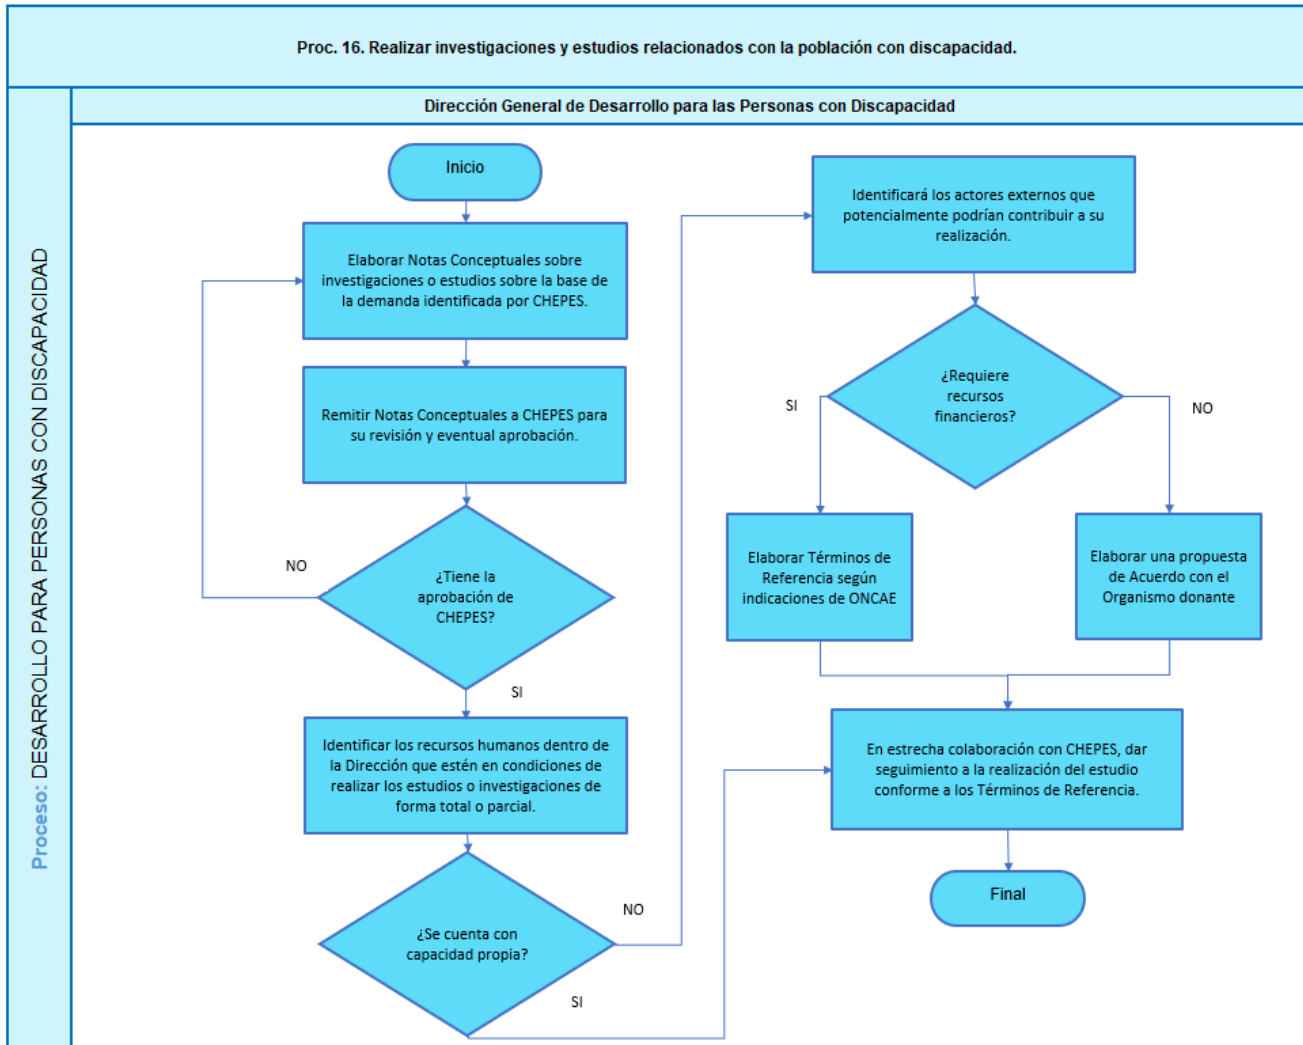 Proc. 16. Realizar investigaciones y estudios relacionados con la población con discapacidad.
Proceso: DESARROLLO PARA PERSONAS CON DISCAPACIDAD
Dirección General de Desarrollo para las Personas con Discapacidad
Inicio
Elaborar Notas Conceptuales sobre
investigaciones o estudios sobre la base de
la demanda identificada por CHEPES.
Remitir Notas Conceptuales a CHEPES para
su revisión y eventual aprobación.
NO
¿Tiene la
aprobación de
CHEPES?
SI
Identificar los recursos humanos dentro de
la Dirección que estén en condiciones de
realizar los estudios o investigaciones de
forma total o parcial.
NO
¿Se cuenta con
capacidad propia?
SI
Identificará los actores externos que
potencialmente podrían contribuir a su
realización.
¿Requiere
recursos
financieros?
SI
NO
Elaborar Términos de
Referencia según
indicaciones de ONCAE
Elaborar una propuesta
de Acuerdo con el
Organismo donante
En estrecha colaboración con CHEPES, dar
seguimiento a la realización del estudio
conforme a los Términos de Referencia.
Final